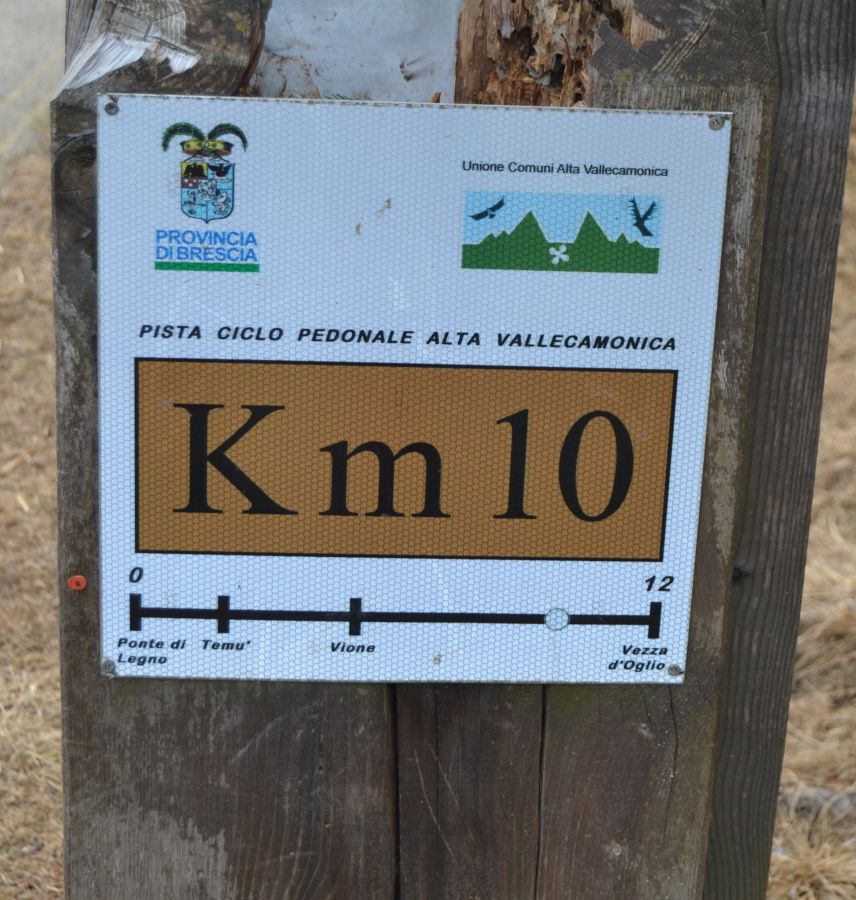 PROVINCIA
DI BRESCIA
Unione Comuni Alta Vallecamonica
PISTA CICLO PEDONALE ALTA VALLECAMONICA
Km 10
0 12
Ponte di
Legno
Temu'
Vione
Vezza
d'Oglio